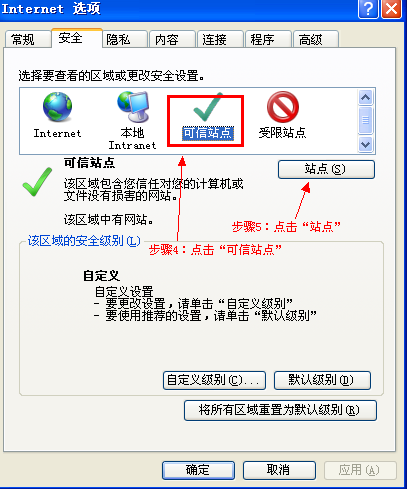 Internet 选项
常规 安全 隐私 内容 连接 程序 高级
选择要查看的区域或更改安全设置。
Internet 本地 Intranet 可信站点 受限站点
可信站点
站点(S)
该区域包含您信任对您的计算机或
文件没有损害的网站。
该区域中有网站。
步骤5：点击“站点”
步骤4：点击“可信站点”
该区域的安全级别(L)
自定义
自定义设置
- 要更改设置，请单击“自定义级别”
- 要使用推荐的设置，请单击“默认级别”
自定义级别(C)... 默认级别(D)
将所有区域重置为默认级别(R)
确定 取消 应用(A)